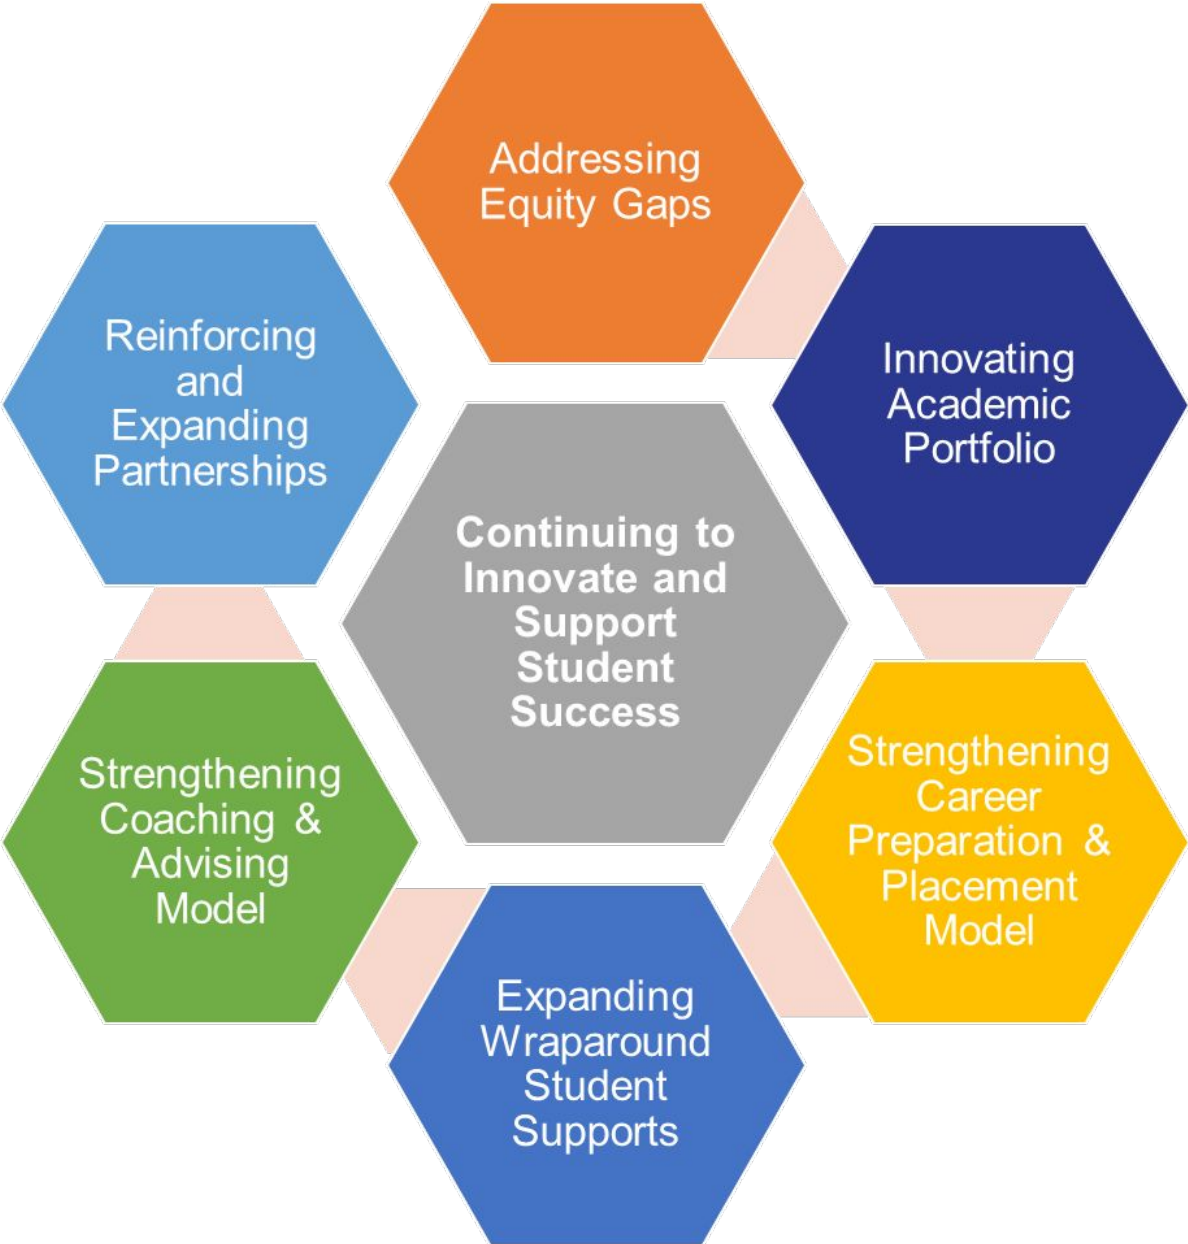 Addressing
Equity Gaps
Innovating
Academic
Portfolio
Strengthening
Career
Preparation &
Placement
Model
Expanding
Wraparound
Student
Supports
Strengthening
Coaching &
Advising
Model
Reinforcing
and
Expanding
Partnerships
Continuing to
Innovate and
Support
Student
Success